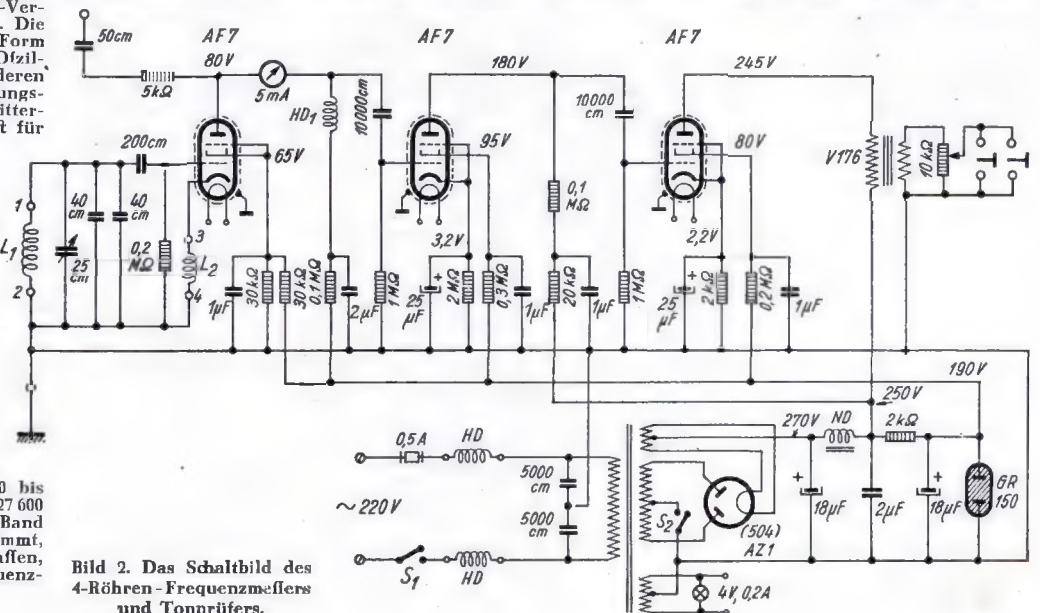 -Ver-
. Die
Form
Ofzil-
deren
ungs-
itter-
t für
50cm
AF7
AF7
AF7
80V
180V
245V
5kΩ
5mA
HD1
10000cm
10000
cm
V176
10kΩ
200cm
65V
95V
80V
0,1
MΩ
1
L1
2
25
cm
40
cm
40
cm
0,2
MΩ
3
L2
4
3,2V
2,2V
1µF
30kΩ
30kΩ
0,1MΩ
2µF
1MΩ
25
µF
2MΩ
0,3MΩ
1µF
20kΩ
1µF
1MΩ
25
µF
2kΩ
0,2MΩ
1µF
190V
250V
270V
ND
2kΩ
0,5A
HD
5000
cm
~220V
5000
cm
S1
HD
S2
(504)
AZ1
18µF
2µF
18µF
GR
150
4V, 0,2A
0 bis
27 600
Band
mmt,
affen,
uenz-
Bild 2. Das Schaltbild des
4-Röhren-Frequenzmeffers
und Tonprüfers.